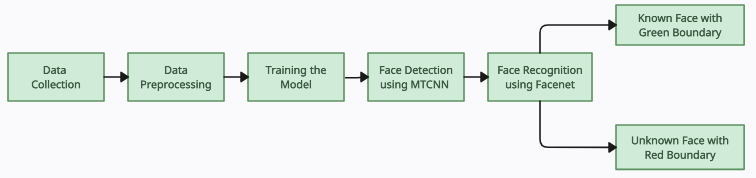 Data
Collection
Data
Preprocessing
Training the
Model
Face Detection
using MTCNN
Face Recognition
using Facenet
Known Face with
Green Boundary
Unknown Face with
Red Boundary